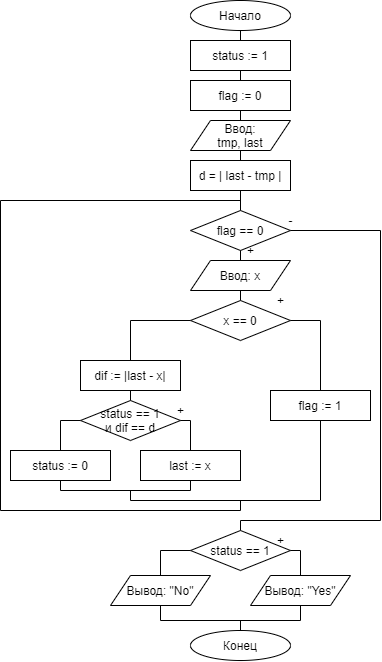 Начало
status := 1
flag := 0
Ввод:
tmp, last
d = | last - tmp |
-
flag == 0
+
Ввод: x
+
x == 0
dif := |last - x|
flag := 1
status == 1
и dif == d
+
status := 0
last := x
+
status == 1
Вывод: "No"
Вывод: "Yes"
Конец